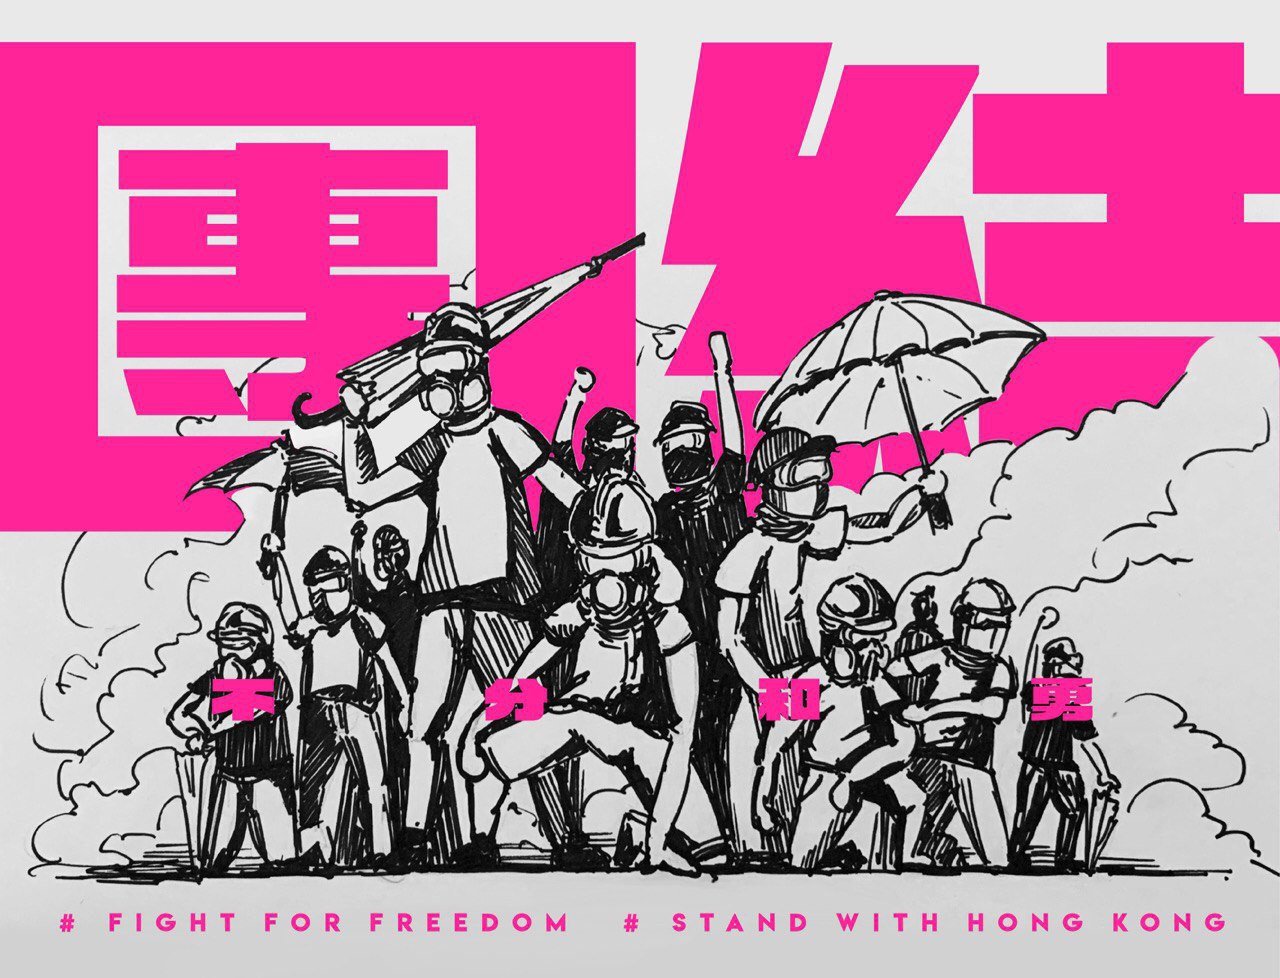 團結
不分和勇
# FIGHT FOR FREEDOM # STAND WITH HONG KONG